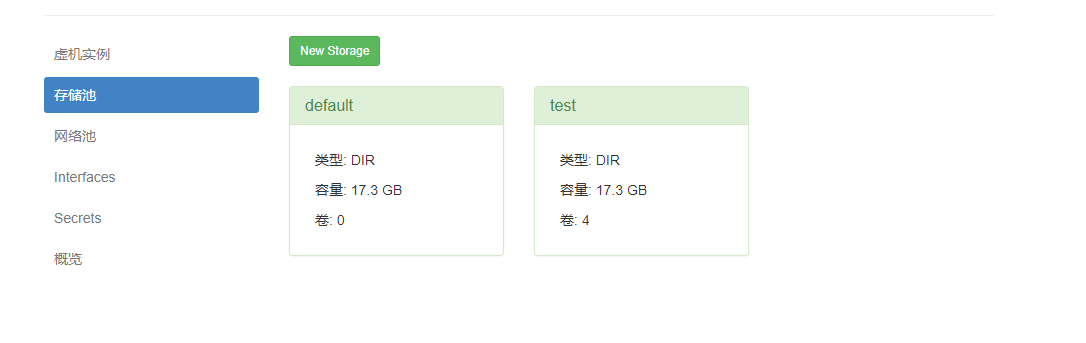 虚机实例
存储池
网络池
Interfaces
Secrets
概览
New Storage
default
类型: DIR
容量: 17.3 GB
卷: 0
test
类型: DIR
容量: 17.3 GB
卷: 4